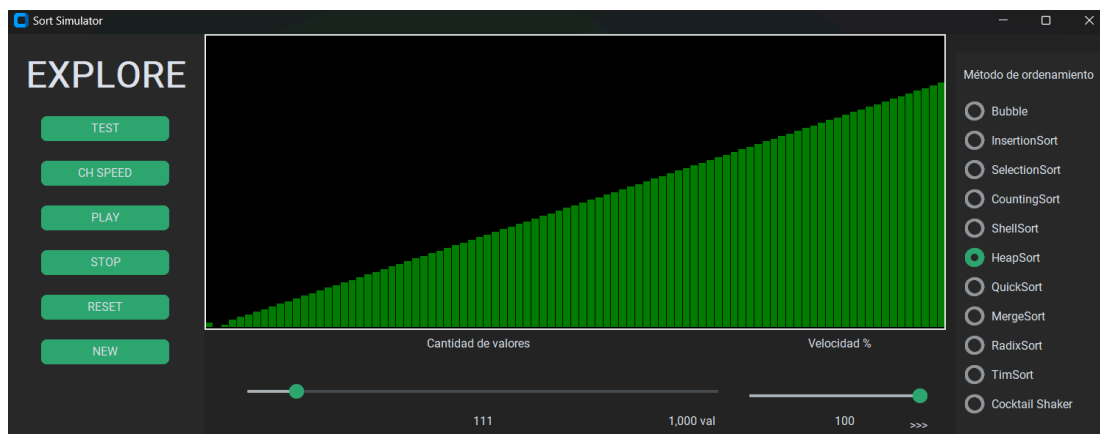 Sort Simulator
EXPLORE
TEST
CH SPEED
PLAY
STOP
RESET
NEW
Cantidad de valores
111
1,000 val
Velocidad %
100
>>>
Método de ordenamiento
Bubble
InsertionSort
SelectionSort
CountingSort
ShellSort
HeapSort
QuickSort
MergeSort
RadixSort
TimSort
Cocktail Shaker